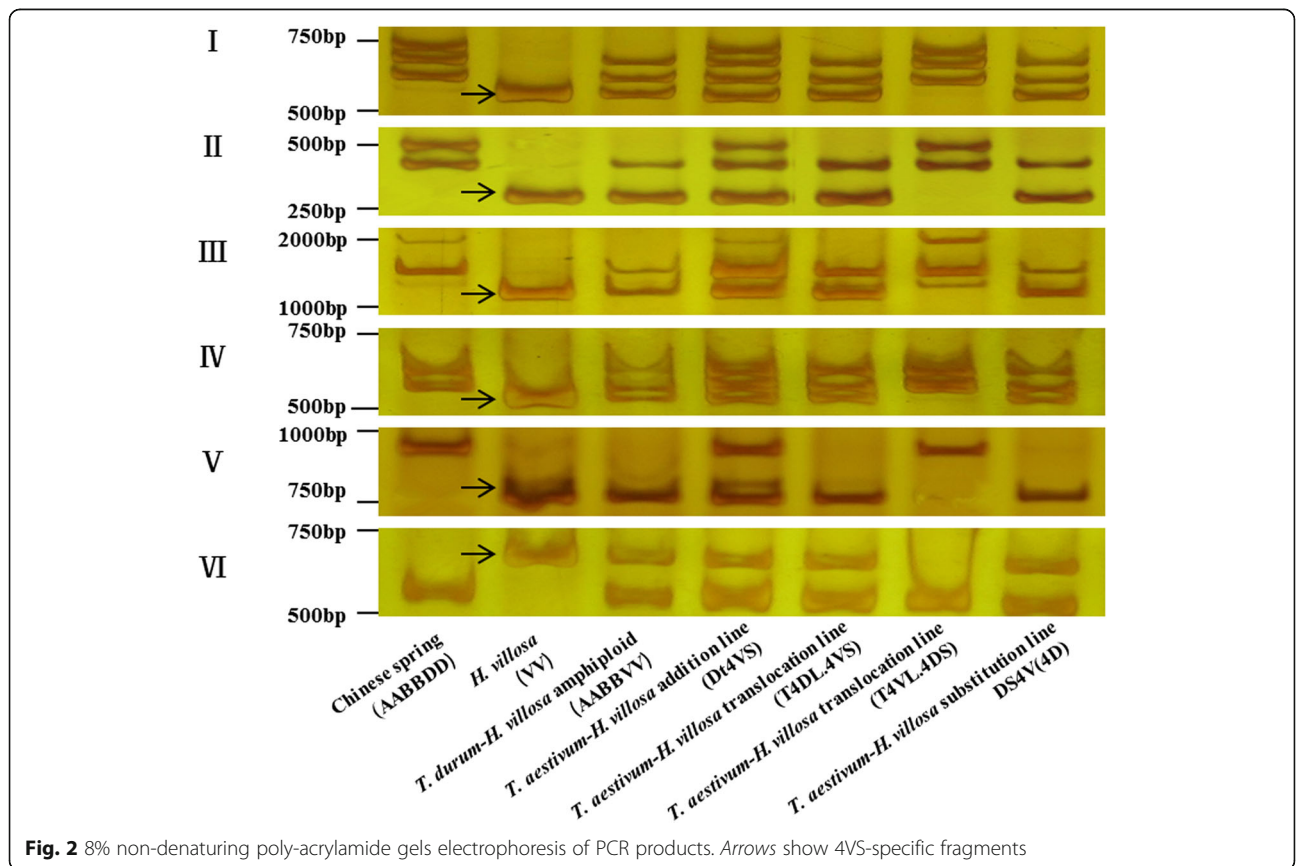 I
750bp
500bp
II
500bp
250bp
III
2000bp
1000bp
IV
750bp
500bp
V
1000bp
750bp
VI
750bp
500bp
Chinese spring
(AABBDD)
H. villosa
(VV)
T. durum-H. villosa amphiploid
(AABBVV)
T. aestivum-H. villosa addition line
(Dt4VS)
T. aestivum-H. villosa translocation line
(T4DL.4VS)
T. aestivum-H. villosa translocation line
(T4VL.4DS)
T. aestivum-H. villosa substitution line
DS4V(4D)
Fig. 2 8% non-denaturing poly-acrylamide gels electrophoresis of PCR products. Arrows show 4VS-specific fragments